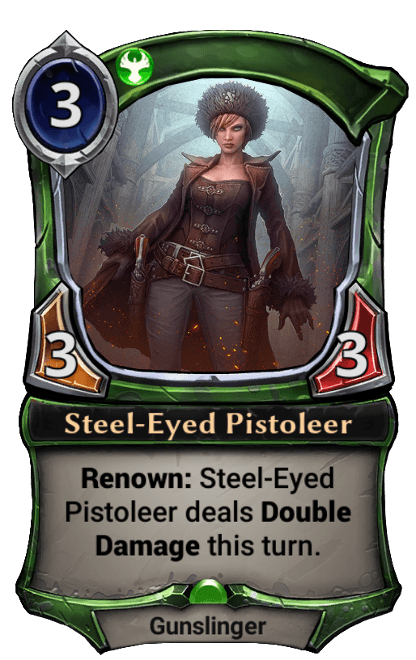 3
3
3
Steel-Eyed Pistoleer
Renown: Steel-Eyed
Pistoleer deals Double
Damage this turn.
Gunslinger